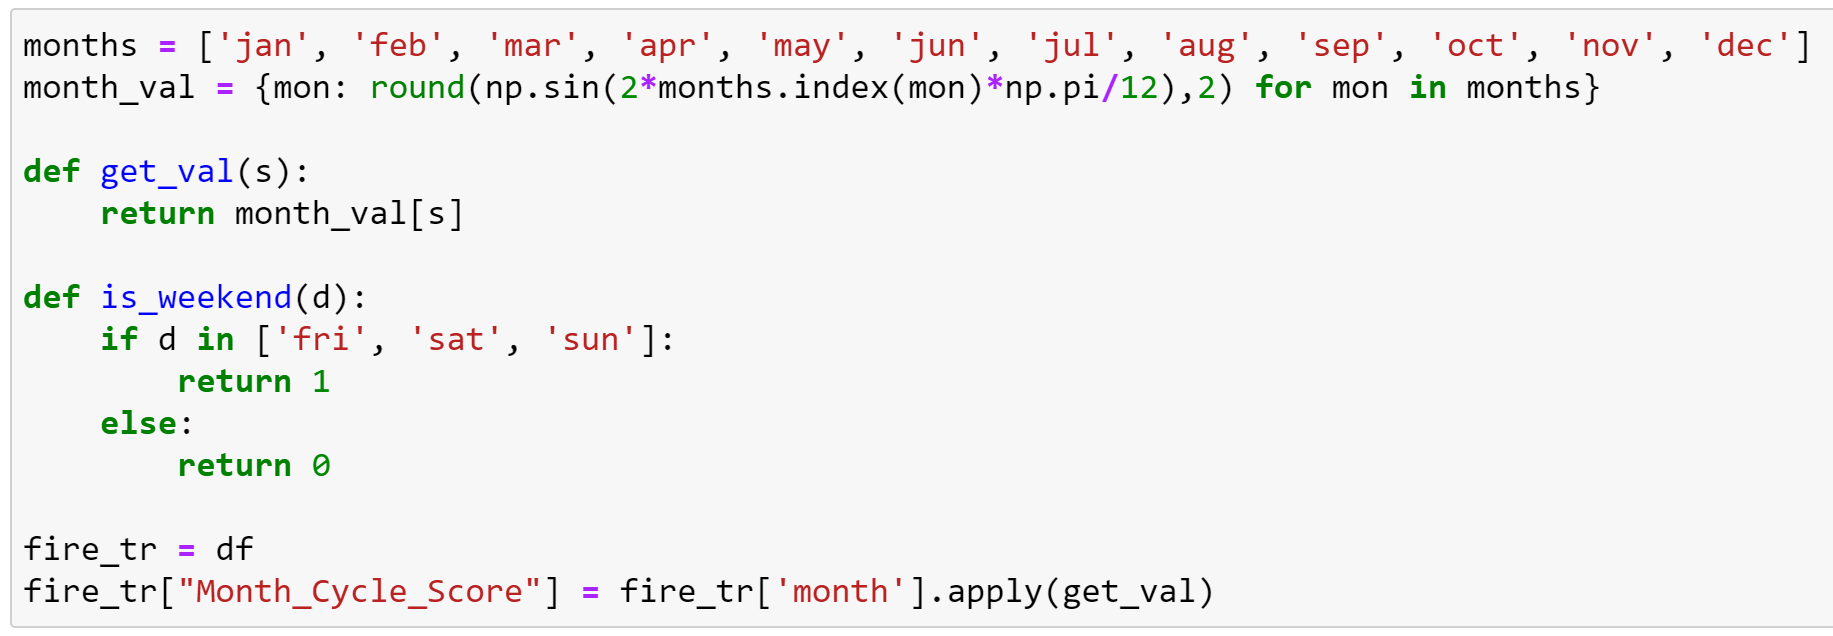 months = ['jan', 'feb', 'mar', 'apr', 'may', 'jun', 'jul', 'aug', 'sep', 'oct', 'nov', 'dec']
month_val = {mon: round(np.sin(2*months.index(mon)*np.pi/12),2) for mon in months}

def get_val(s):
    return month_val[s]

def is_weekend(d):
    if d in ['fri', 'sat', 'sun']:
        return 1
    else:
        return 0

fire_tr = df
fire_tr["Month_Cycle_Score"] = fire_tr['month'].apply(get_val)